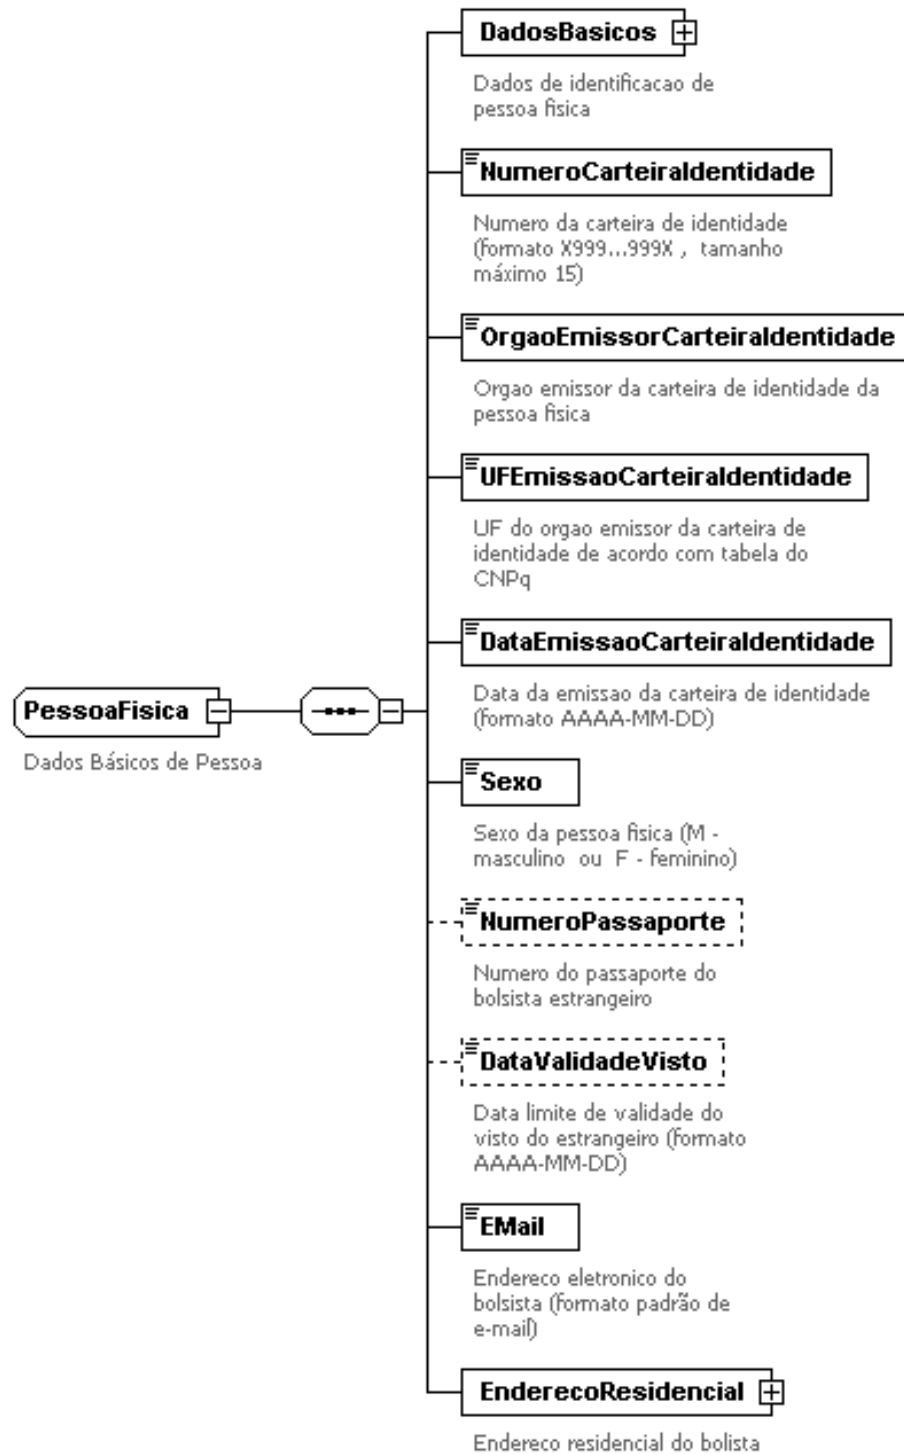 DadosBasicos
Dados de identificacao de
pessoa fisica
NumeroCarteiraIdentidade
Numero da carteira de identidade
(formato X999...999X , tamanho
máximo 15)
OrgaoEmissorCarteiraIdentidade
Orgao emissor da carteira de identidade da
pessoa fisica
UFEmissaoCarteiraIdentidade
UF do orgao emissor da carteira de
identidade de acordo com tabela do
CNPq
DataEmissaoCarteiraIdentidade
Data da emissao da carteira de identidade
(formato AAAA-MM-DD)
PessoaFisica
Dados Básicos de Pessoa
Sexo
Sexo da pessoa fisica (M -
masculino ou F - feminino)
NumeroPassaporte
Numero do passaporte do
bolsista estrangeiro
DataValidadeVisto
Data limite de validade do
visto do estrangeiro (formato
AAAA-MM-DD)
EMail
Endereco eletronico do
bolsista (formato padrão de
e-mail)
EnderecoResidencial
Endereco residencial do bolista